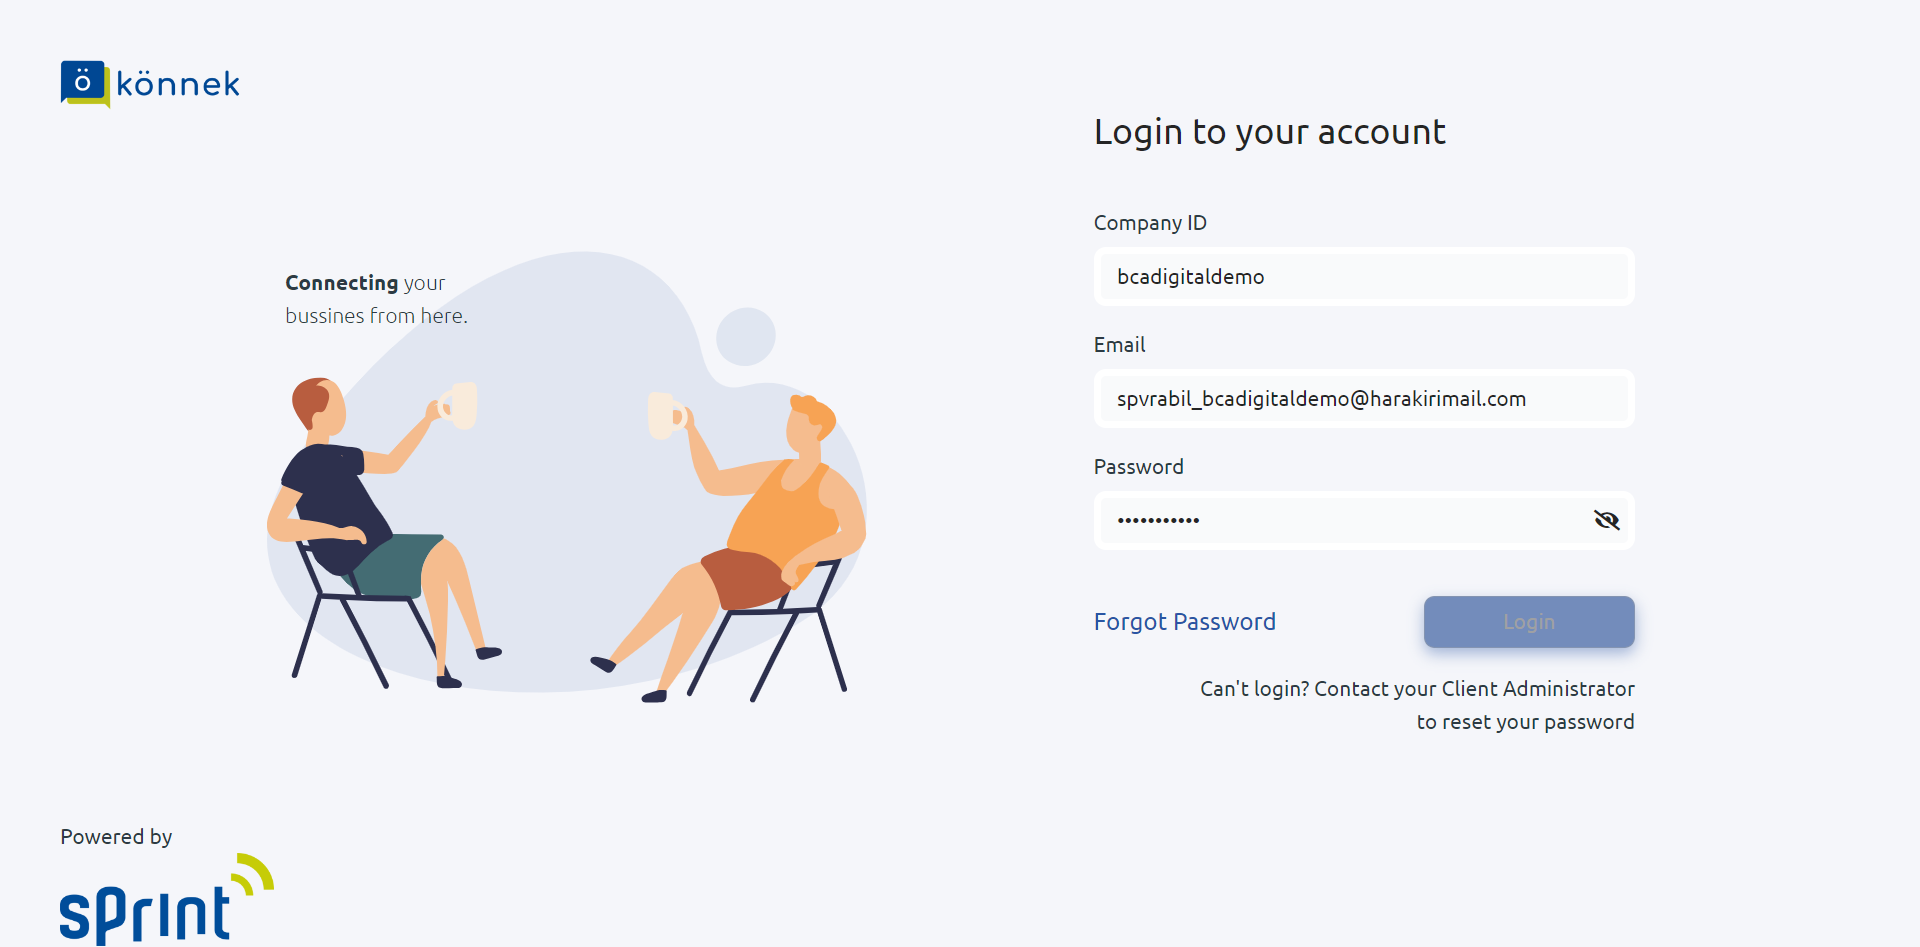 ö könnek
Connecting your
bussines from here.
Powered by
sprint
Login to your account
Company ID
bcadigitaldemo
Email
spvrabil_bcadigitaldemo@harakirimail.com
Password
•••••••••••
Forgot Password
Login
Can't login? Contact your Client Administrator
to reset your password